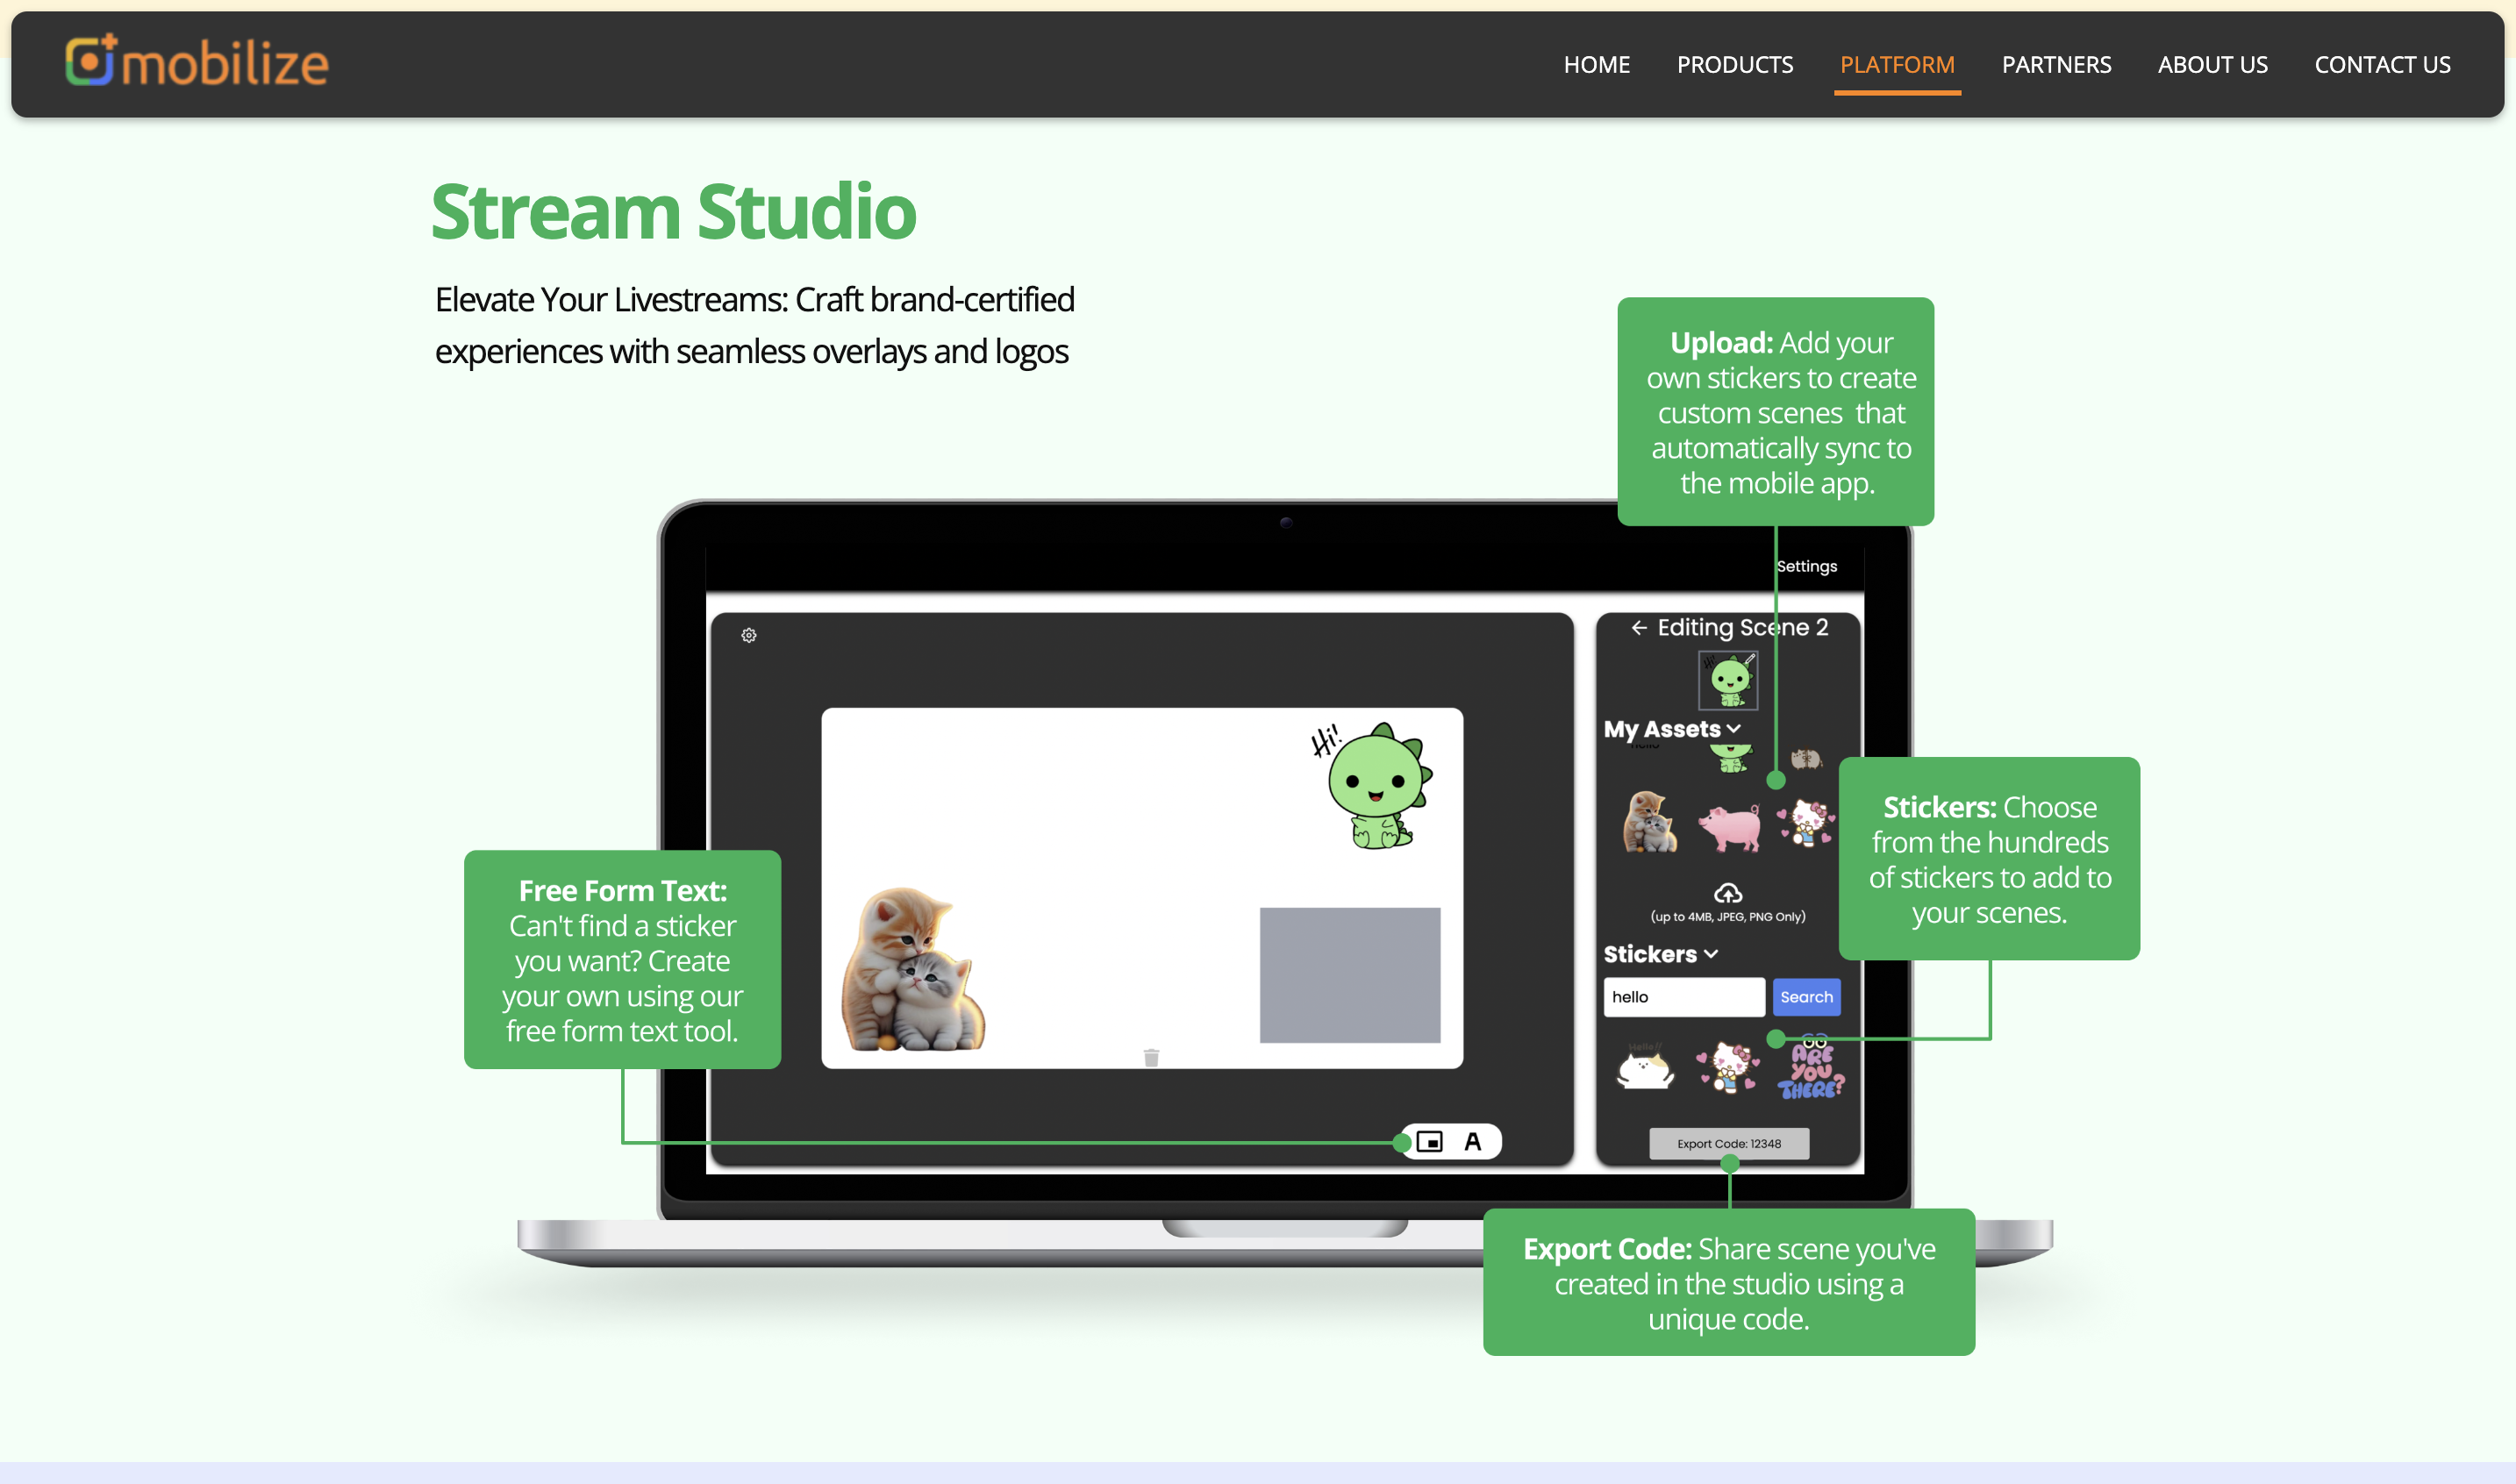 mobilize
HOME PRODUCTS PLATFORM PARTNERS ABOUT US CONTACT US
Stream Studio
Elevate Your Livestreams: Craft brand-certified
experiences with seamless overlays and logos
Upload: Add your
own stickers to create
custom scenes that
automatically sync to
the mobile app.
Settings
Editing Scene 2
Hi!
My Assets
Hi!
Stickers: Choose
from the hundreds
of stickers to add to
your scenes.
Free Form Text:
Can't find a sticker
you want? Create
your own using our
free form text tool.
(up to 4MB, JPEG, PNG Only)
Stickers
hello
Search
Hello//
ARE
YOU
THERE?
A
Export Code: 12348
Export Code: Share scene you've
created in the studio using a
unique code.